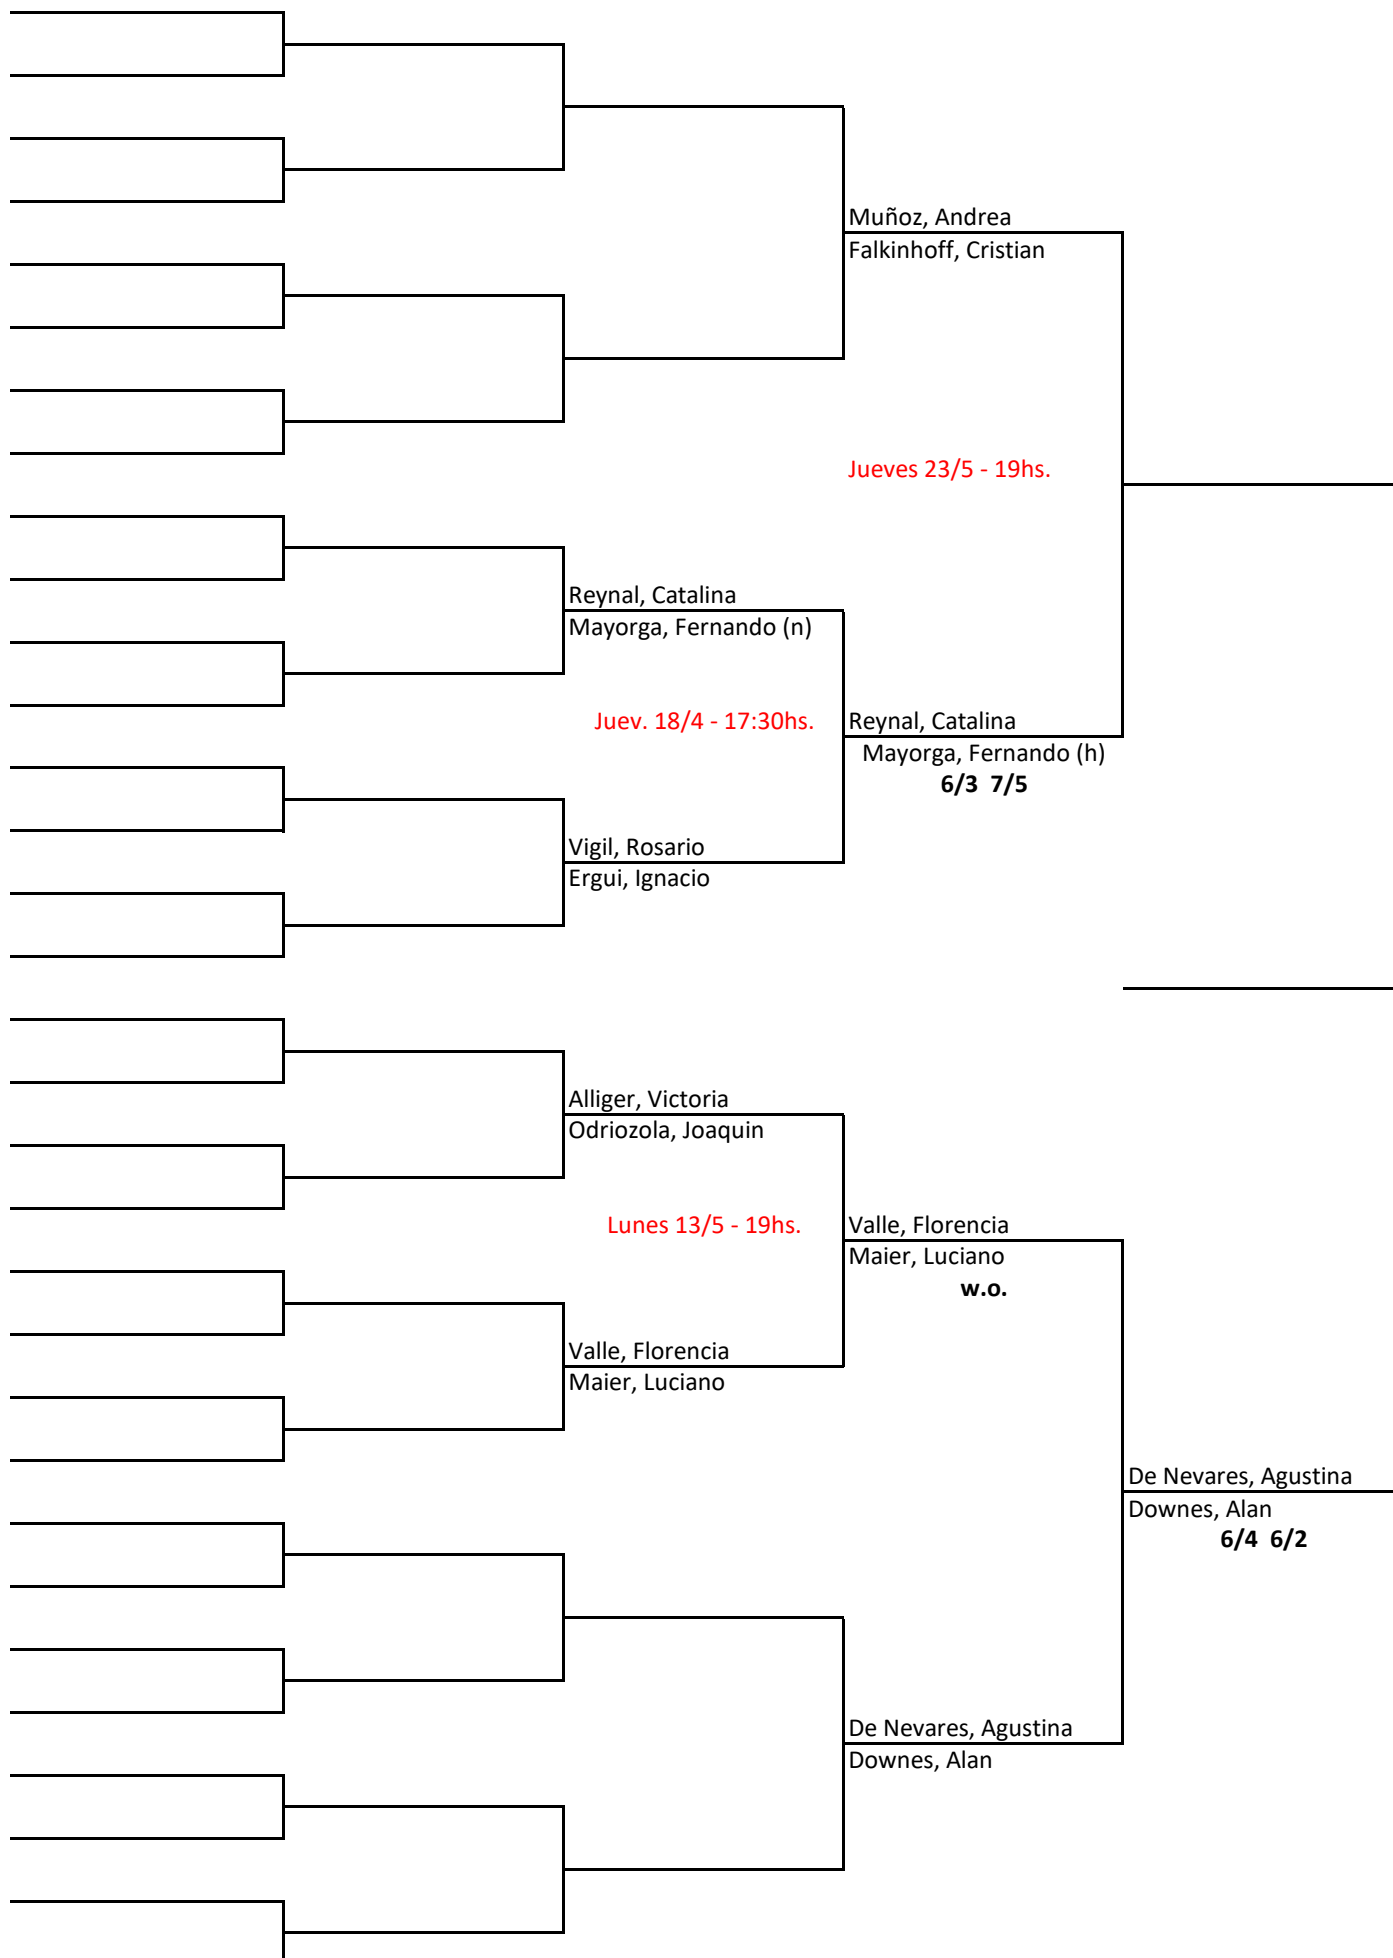 Muñoz, Andrea
Falkinhoff, Cristian
Jueves 23/5 - 19hs.
Reynal, Catalina
Mayorga, Fernando (n)
Juev. 18/4 - 17:30hs.
Reynal, Catalina
Mayorga, Fernando (h)
6/3 7/5
Vigil, Rosario
Ergui, Ignacio
Alliger, Victoria
Odriozola, Joaquin
Lunes 13/5 - 19hs.
Valle, Florencia
Maier, Luciano
w.o.
Valle, Florencia
Maier, Luciano
De Nevares, Agustina
Downes, Alan
6/4 6/2
De Nevares, Agustina
Downes, Alan